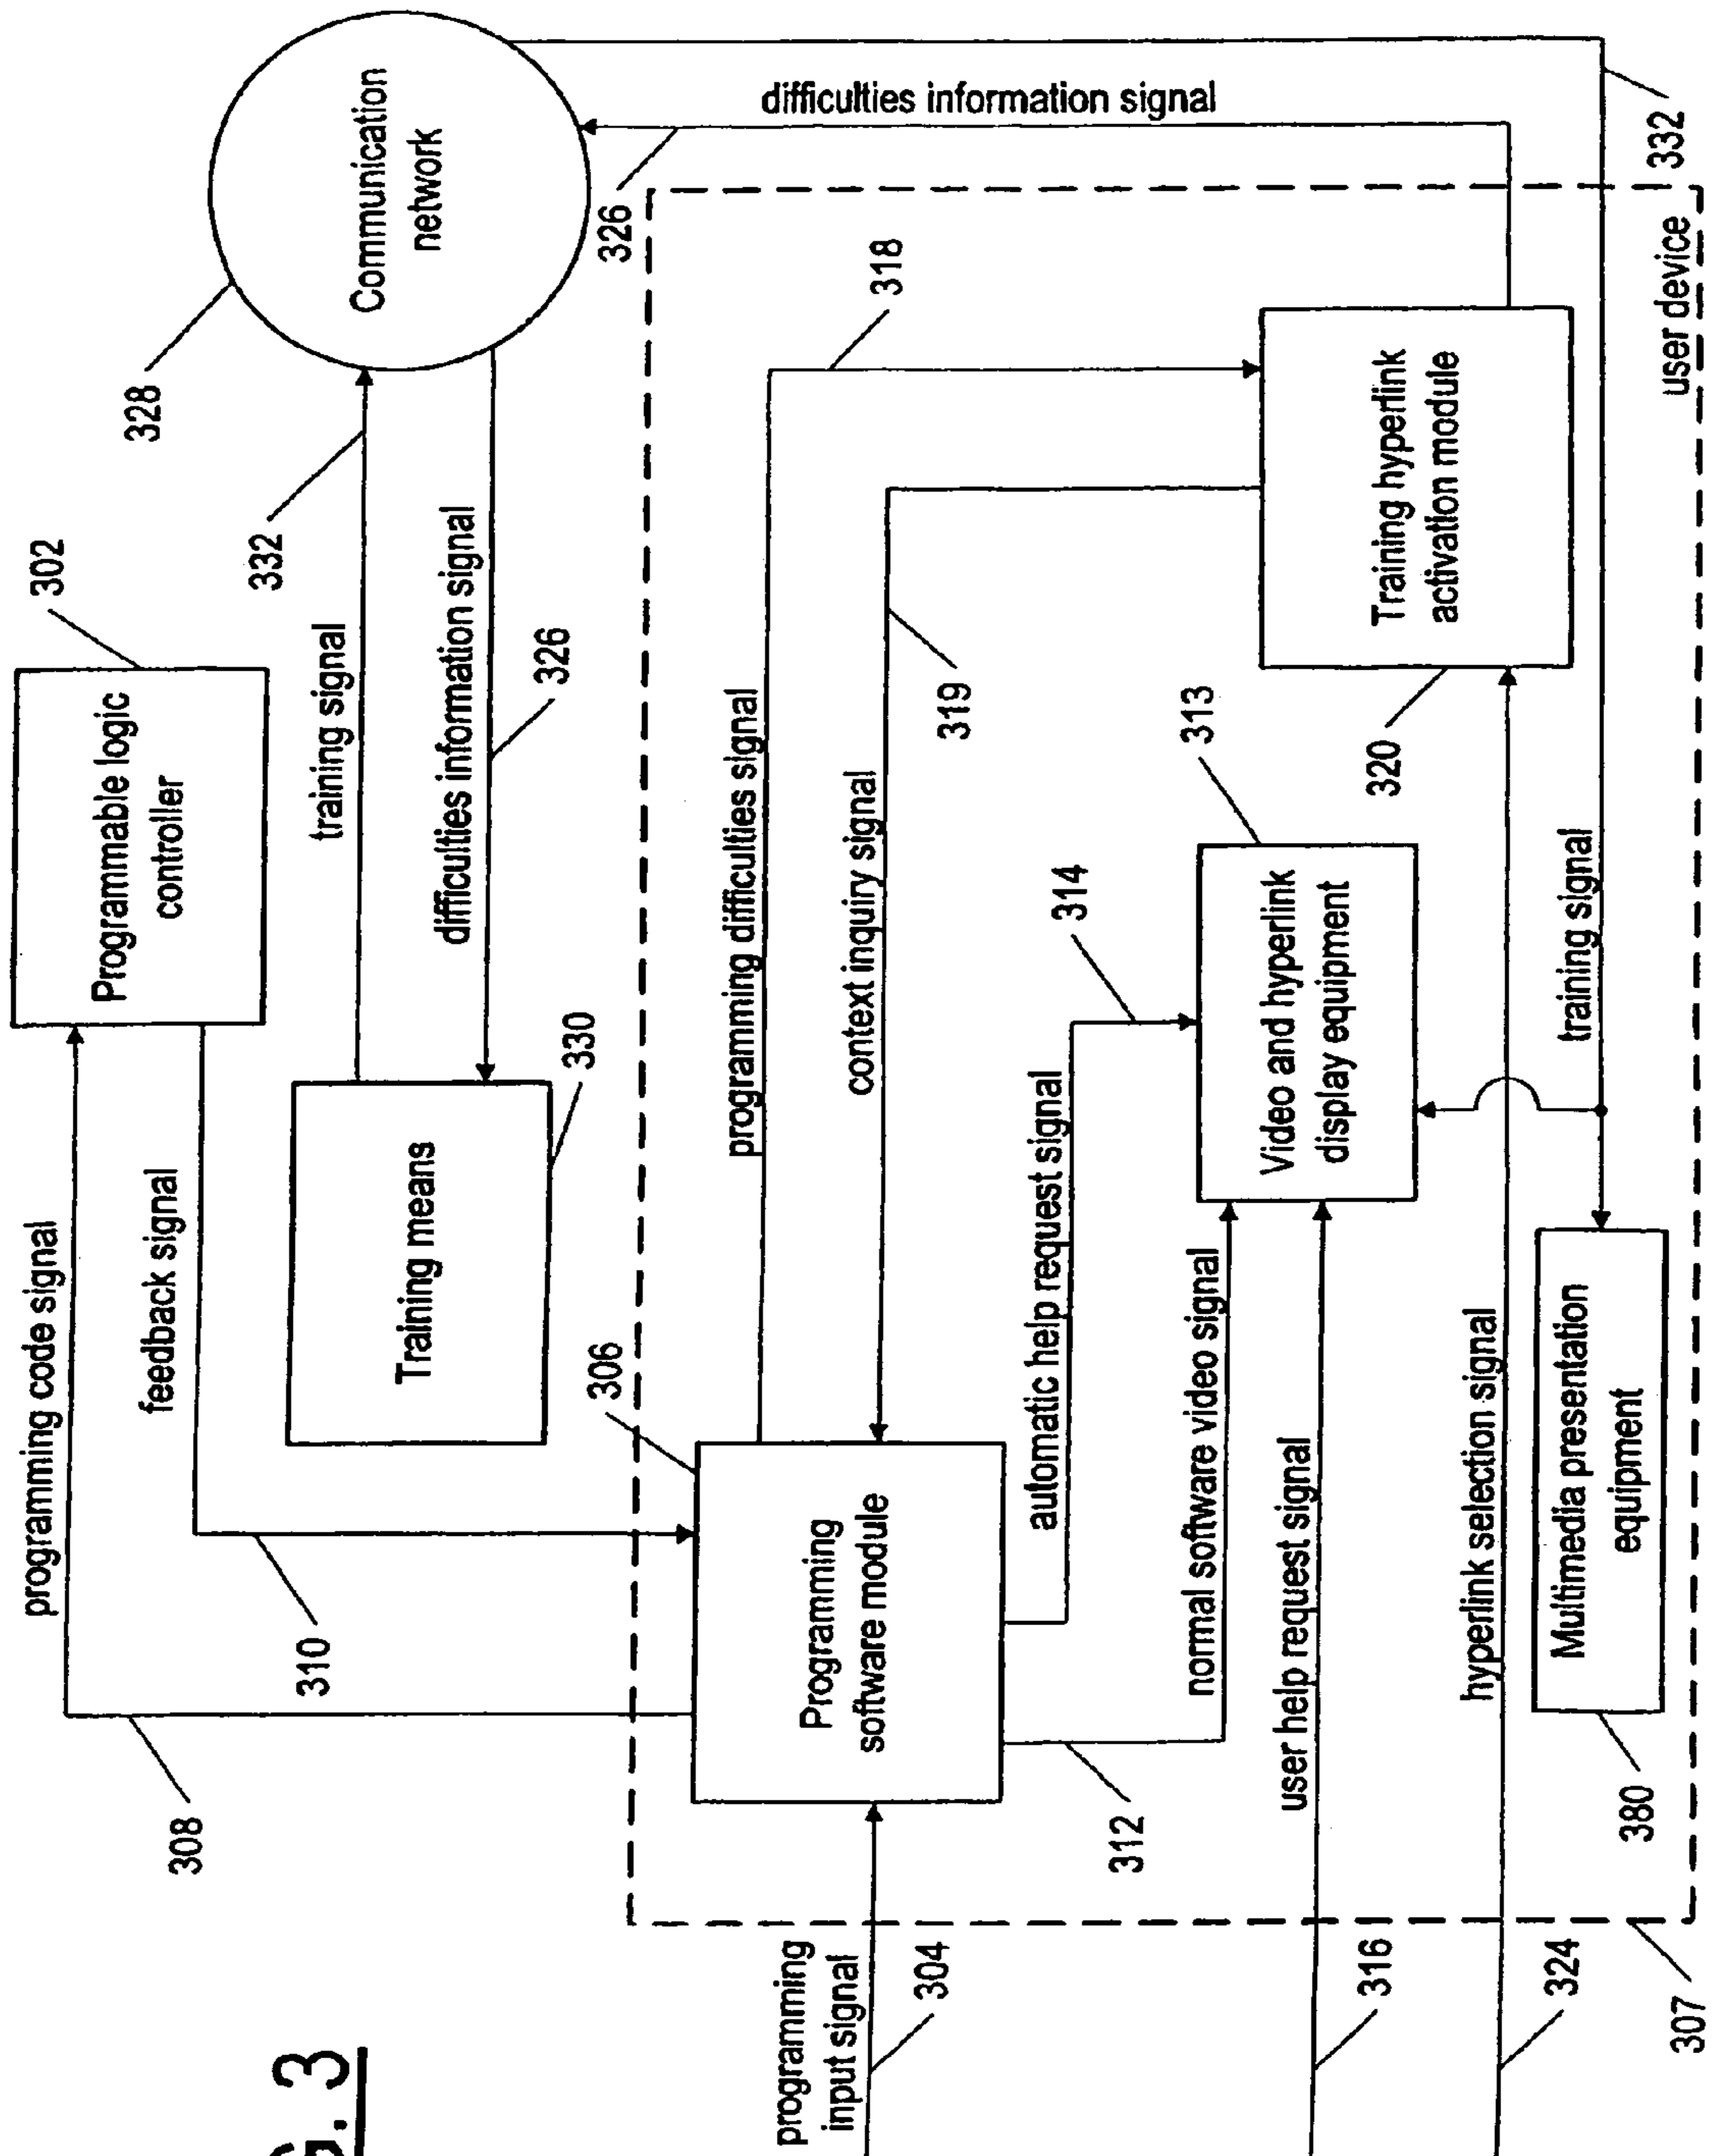 programming code signal
Programmable logic
controller
302
308
feedback signal
310
Training means
330
training signal
332
difficulties information signal
326
328
Communication
network
306
programming difficulties signal
318
326
difficulties information signal
programming
input signal
304
Programming
software module
context inquiry signal
319
automatic help request signal
314
normal software video signal
312
313
Video and hyperlink
display equipment
Training hyperlink
activation module
320
user help request signal
316
hyperlink selection signal
324
training signal
332
Multimedia presentation
equipment
380
user device
307
G. 3